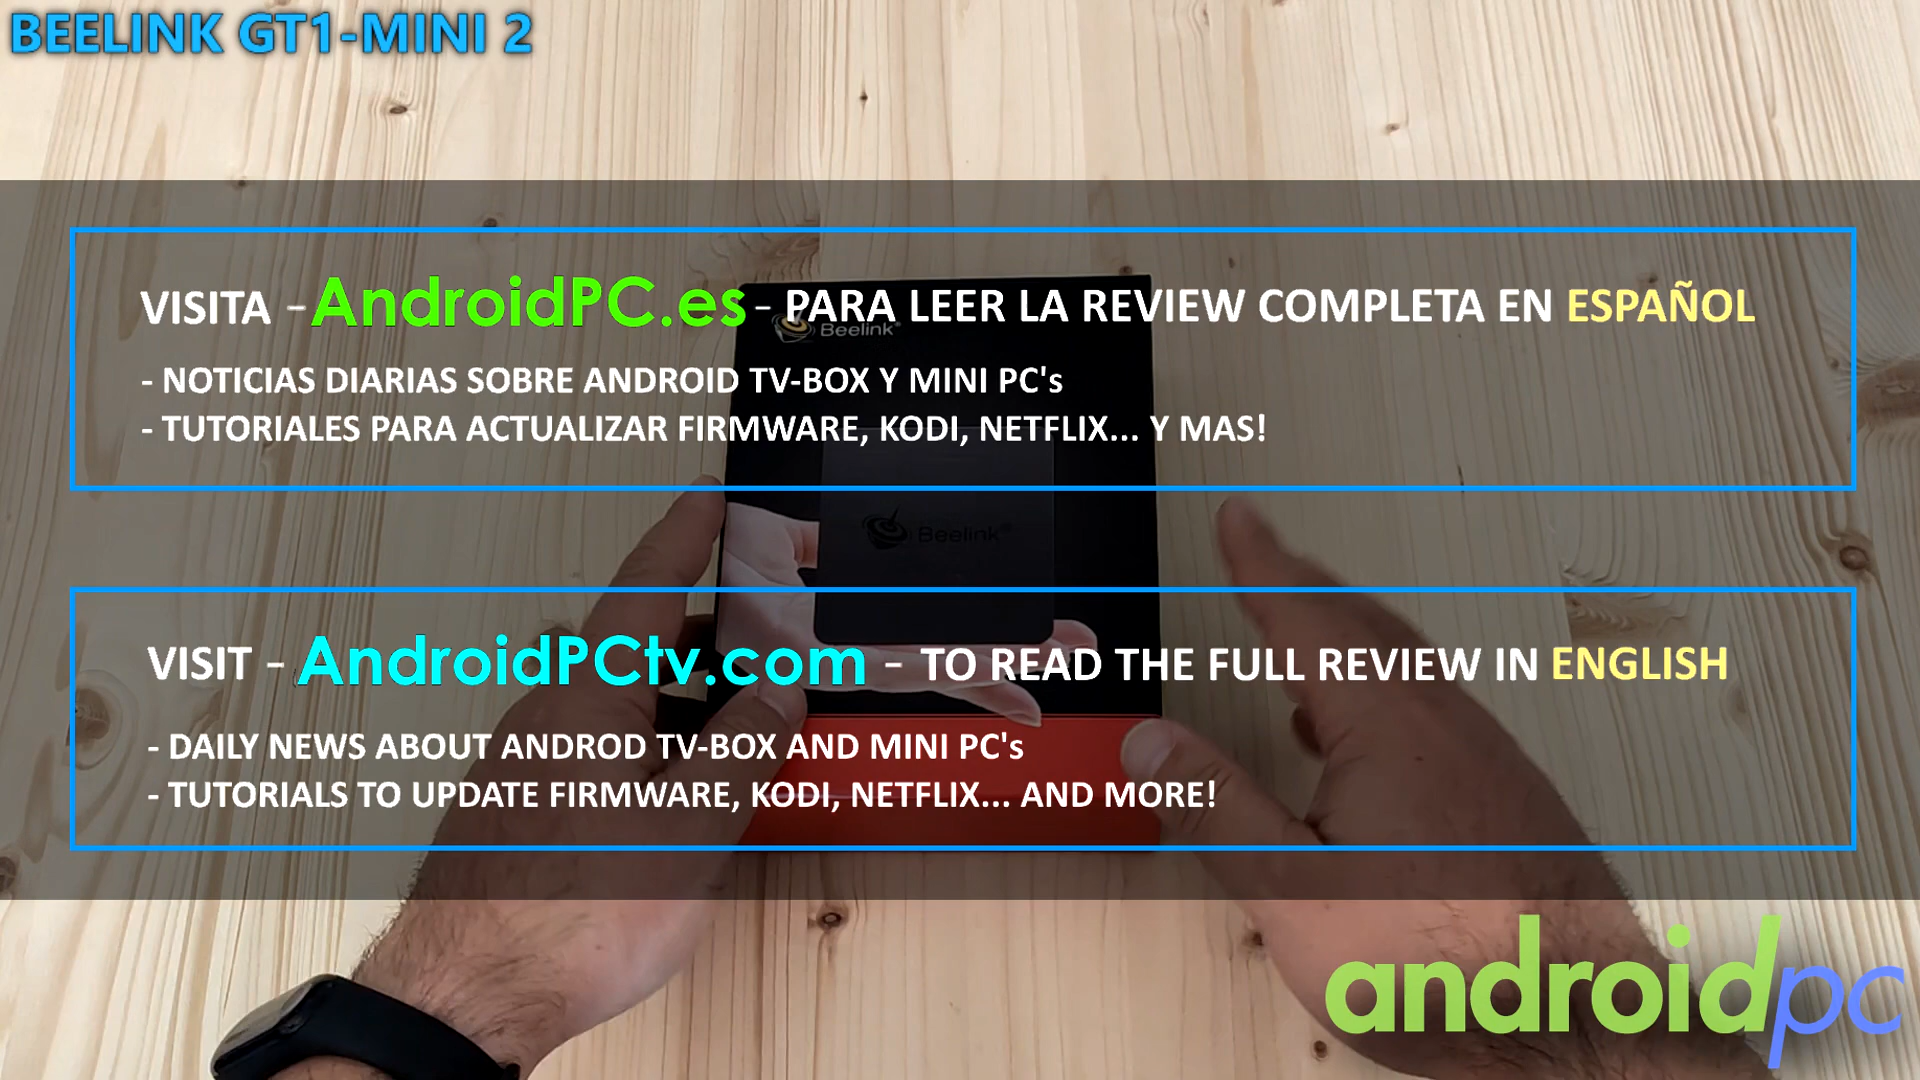 BEELINK GT1-MINI 2
VISITA - AndroidPC.es - PARA LEER LA REVIEW COMPLETA EN ESPAÑOL
Beelink®
- NOTICIAS DIARIAS SOBRE ANDROID TV-BOX Y MINI PC's
- TUTORIALES PARA ACTUALIZAR FIRMWARE, KODI, NETFLIX... Y MAS!
Beelink®
VISIT - AndroidPCtv.com - TO READ THE FULL REVIEW IN ENGLISH
- DAILY NEWS ABOUT ANDROD TV-BOX AND MINI PC's
- TUTORIALS TO UPDATE FIRMWARE, KODI, NETFLIX... AND MORE!
androidpc